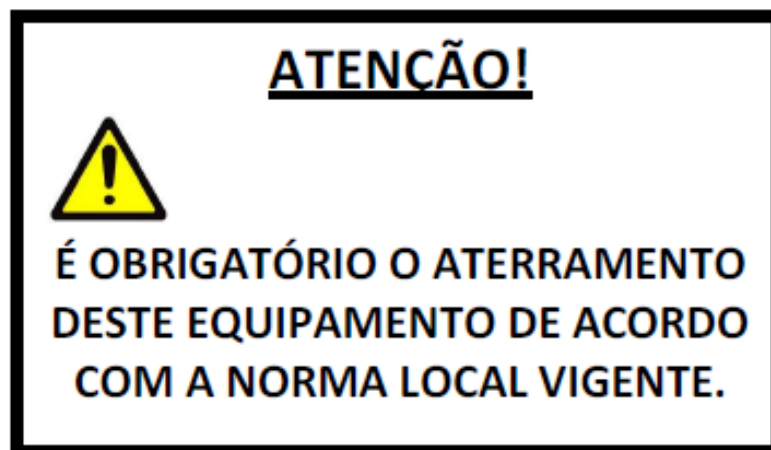 ATENÇÃO!
É OBRIGATÓRIO O ATERRAMENTO
DESTE EQUIPAMENTO DE ACORDO
COM A NORMA LOCAL VIGENTE.